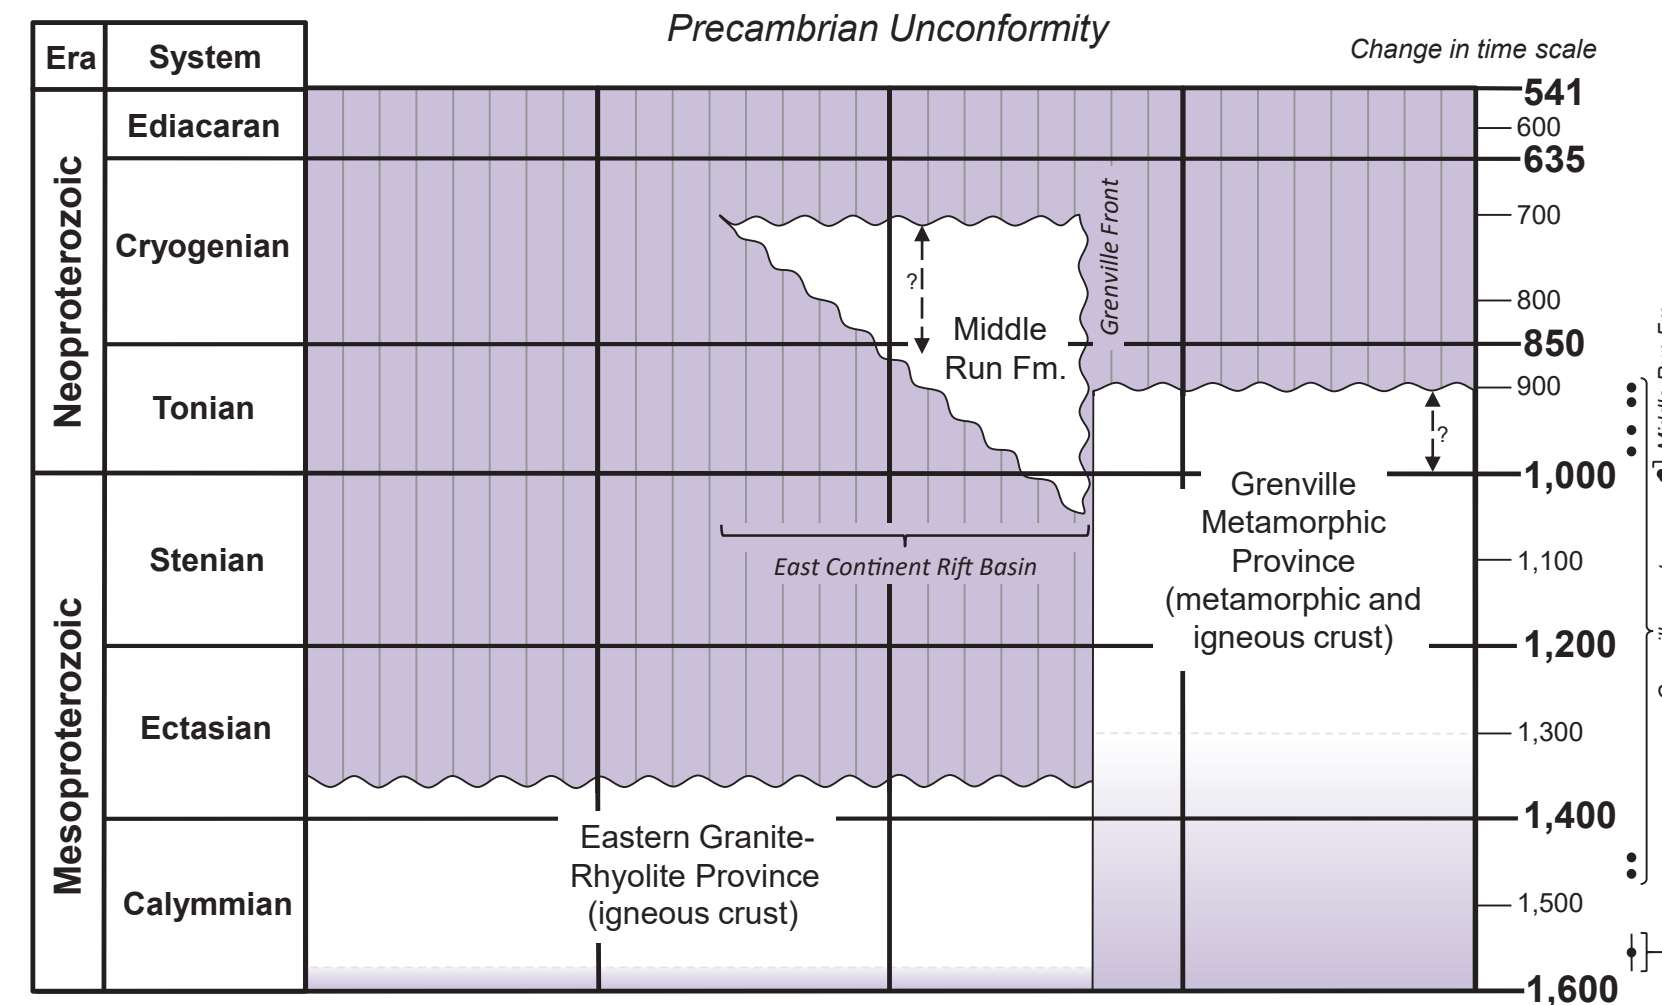 Precambrian Unconformity
Change in time scale
Era
System
541
Ediacaran
600
635
Neoproterozoic
Cryogenian
Grenville Front
700
?
800
Middle
Run Fm.
850
Tonian
900
?
1,000
Grenville
Metamorphic
Province
(metamorphic and
igneous crust)
Mesoproterozoic
Stenian
East Continent Rift Basin
1,100
1,200
Ectasian
1,300
1,400
Eastern Granite-
Rhyolite Province
(igneous crust)
Calymmian
1,500
1,600